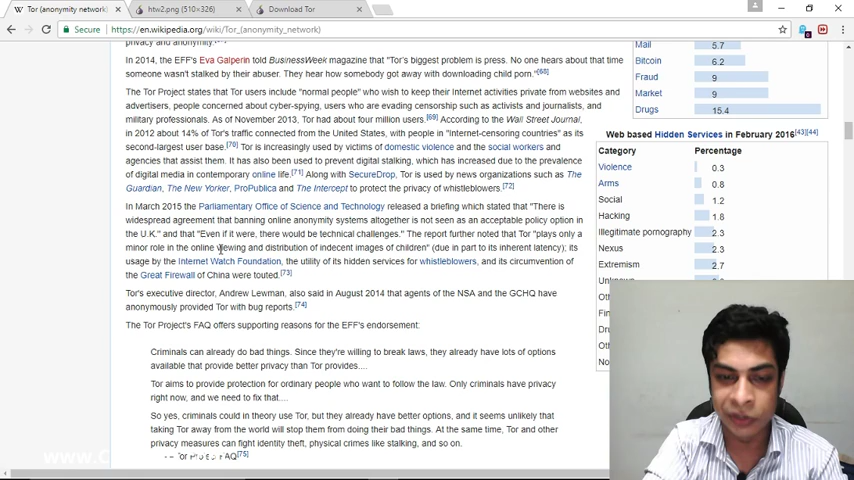 Tor (anonymity network)
htw2.png (510×326)
Download Tor
Secure
https://en.wikipedia.org/wiki/Tor_(anonymity_network)
privacy and anonymity
In 2014, the EFF's Eva Galperin told BusinessWeek magazine that "Tor's biggest problem is press. No one hears about that time
someone wasn't stalked by their abuser. They hear how somebody got away with downloading child porn."[68]
The Tor Project states that Tor users include "normal people" who wish to keep their Internet activities private from websites and
advertisers, people concerned about cyber-spying, users who are evading censorship such as activists and journalists, and
military professionals. As of November 2013, Tor had about four million users.[69] According to the Wall Street Journal,
in 2012 about 14% of Tor's traffic connected from the United States, with people in "Internet-censoring countries" as its
second-largest user base.[70] Tor is increasingly used by victims of domestic violence and the social workers and
agencies that assist them. It has also been used to prevent digital stalking, which has increased due to the prevalence
of digital media in contemporary online life.[71] Along with SecureDrop, Tor is used by news organizations such as The
Guardian, The New Yorker, ProPublica and The Intercept to protect the privacy of whistleblowers.[72]
In March 2015 the Parliamentary Office of Science and Technology released a briefing which stated that "There is
widespread agreement that banning online anonymity systems altogether is not seen as an acceptable policy option in
the U.K." and that "Even if it were, there would be technical challenges." The report further noted that Tor "plays only a
minor role in the online viewing and distribution of indecent images of children" (due in part to its inherent latency); its
usage by the Internet Watch Foundation, the utility of its hidden services for whistleblowers, and its circumvention of
the Great Firewall of China were touted.[73]
Tor's executive director, Andrew Lewman, also said in August 2014 that agents of the NSA and the GCHQ have
anonymously provided Tor with bug reports.[74]
The Tor Project's FAQ offers supporting reasons for the EFF's endorsement:
Criminals can already do bad things. Since they're willing to break laws, they already have lots of options
available that provide better privacy than Tor provides....
Tor aims to provide protection for ordinary people who want to follow the law. Only criminals have privacy
right now, and we need to fix that....
So yes, criminals could in theory use Tor, but they already have better options, and it seems unlikely that
taking Tor away from the world will stop them from doing their bad things. At the same time, Tor and other
privacy measures can fight identity theft, physical crimes like stalking, and so on.
— Tor Project FAQ[75]
Mail 5.7
Bitcoin 6.2
Fraud 9
Market 9
Drugs 15.4
Web based Hidden Services in February 2016[43][44]
Category Percentage
Violence 0.3
Arms 0.8
Social 1.2
Hacking 1.8
Illegitimate pornography 2.3
Nexus 2.3
Extremism 2.7